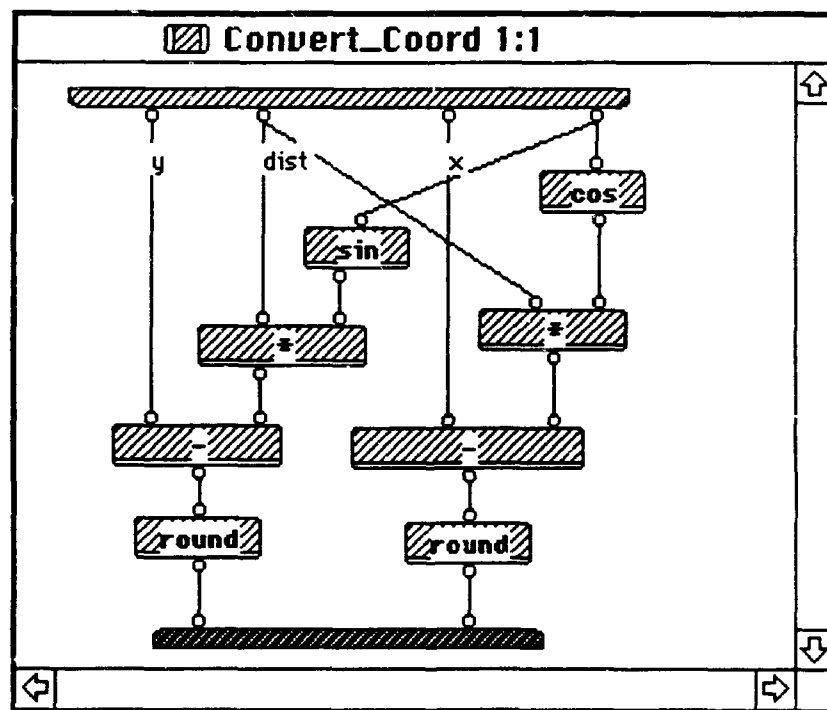 Convert_Coord 1:1
y dist x
cos
sin
*
*
-
-
round
round